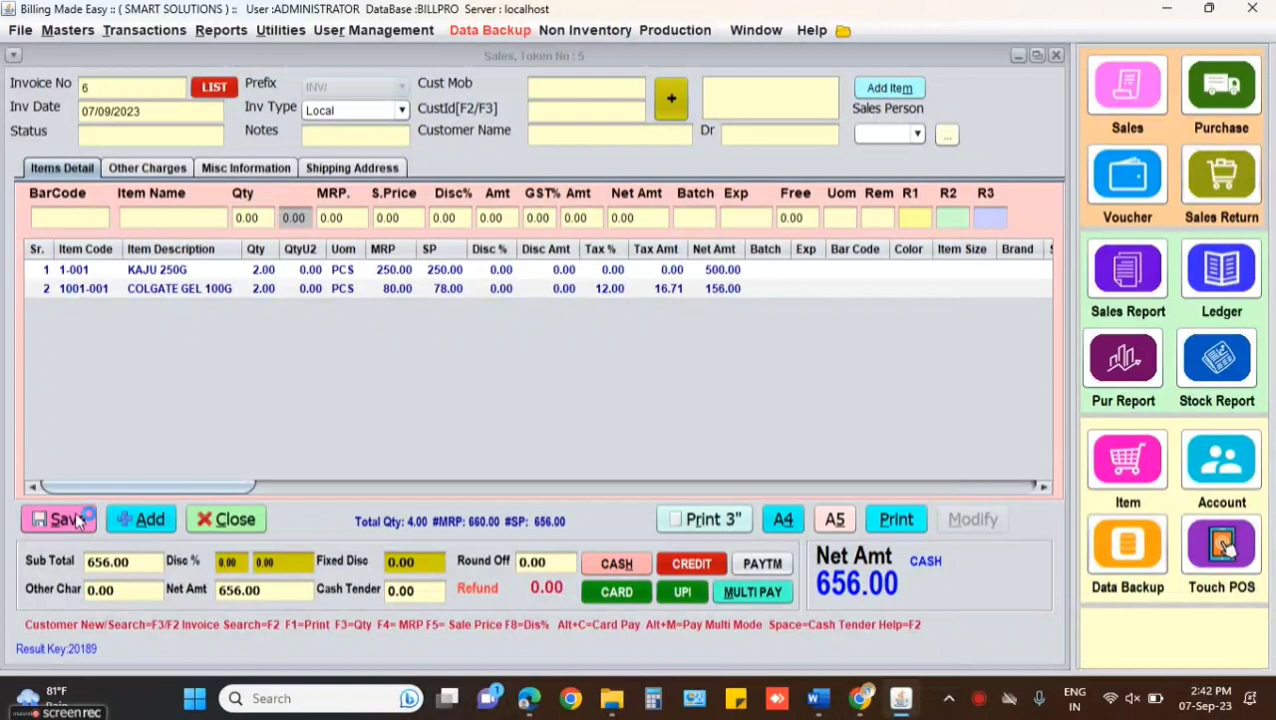 Billing Made Easy :: ( SMART SOLUTIONS ) :: User :ADMINISTRATOR DataBase :BILLPRO Server : localhost
File Masters Transactions Reports Utilities User Management Data Backup Non Inventory Production Window Help
Sales, Token No : 5
Invoice No 6 LIST Prefix INV/ Cust Mob + Add Item
Inv Date 07/09/2023 Inv Type Local CustId[F2/F3] Sales Person
Status Notes Customer Name Dr ...
Items Detail Other Charges Misc Information Shipping Address
BarCode Item Name Qty MRP. S.Price Disc% Amt GST% Amt Net Amt Batch Exp Free Uom Rem R1 R2 R3
0.00 0.00 0.00 0.00 0.00 0.00 0.00 0.00 0.00 0.00
Sr. Item Code Item Description Qty QtyU2 Uom MRP SP Disc % Disc Amt Tax % Tax Amt Net Amt Batch Exp Bar Code Color Item Size Brand S
1 1-001 KAJU 250G 2.00 0.00 PCS 250.00 250.00 0.00 0.00 0.00 0.00 500.00
2 1001-001 COLGATE GEL 100G 2.00 0.00 PCS 80.00 78.00 0.00 0.00 12.00 16.71 156.00
Sav Add Close Total Qty: 4.00 #MRP: 660.00 #SP: 656.00 Print 3" A4 A5 Print Modify
Sub Total 656.00 Disc % 0.00 0.00 Fixed Disc 0.00 Round Off 0.00 CASH CREDIT PAYTM
Other Char 0.00 Net Amt 656.00 Cash Tender 0.00 Refund 0.00 CARD UPI MULTI PAY
Net Amt CASH
656.00
Customer New/Search=F3/F2 Invoice Search=F2 F1=Print F3=Qty F4= MRP F5= Sale Price F8=Dis% Alt+C=Card Pay Alt+M=Pay Multi Mode Space=Cash Tender Help=F2
Result Key:20189
Sales Purchase
Voucher Sales Return
Sales Report Ledger
Pur Report Stock Report
Item Account
Data Backup Touch POS
81°F
Rain
screen rec
Search
ENG
IN
2:42 PM
07-Sep-23